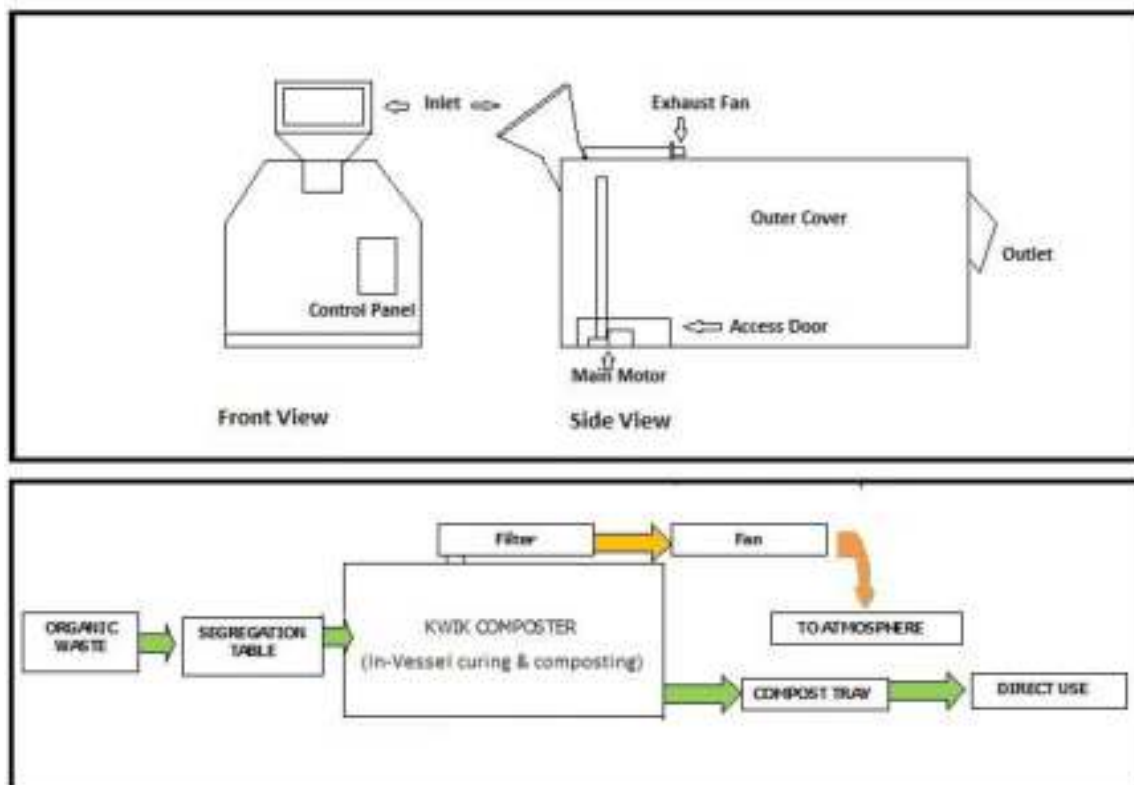 Inlet
Exhaust Fan
Outer Cover
Outlet
Control Panel
Access Door
Main Motor
Front View
Side View
Filter
Fan
ORGANIC
WASTE
SEGREGATION
TABLE
KWIK COMPOSTER
(In-Vessel curing & composting)
TO ATMOSPHERE
COMPOST TRAY
DIRECT USE